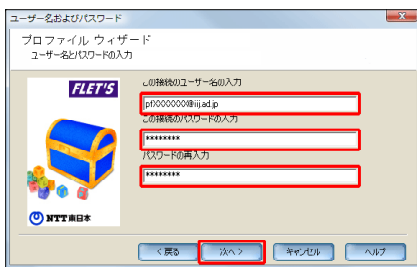 ユーザー名およびパスワード
プロファイル ウィザード
ユーザー名とパスワードの入力
FLET'S
この接続のユーザー名の入力
pf0000000@iij.ad.jp
この接続のパスワードの入力
********
パスワードの再入力
********
NTT東日本
< 戻る
次へ >
キャンセル
ヘルプ